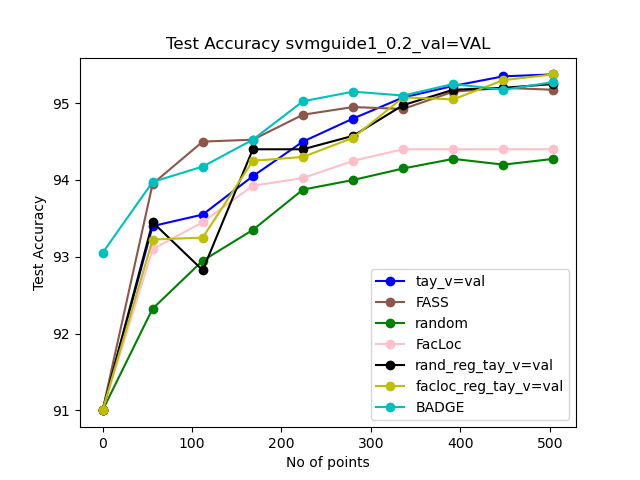 Test Accuracy svmguide1_0.2_val=VAL
95
94
93
92
91
Test Accuracy
0
100
200
300
400
500
No of points
tay_v=val
FASS
random
FacLoc
rand_reg_tay_v=val
facloc_reg_tay_v=val
BADGE